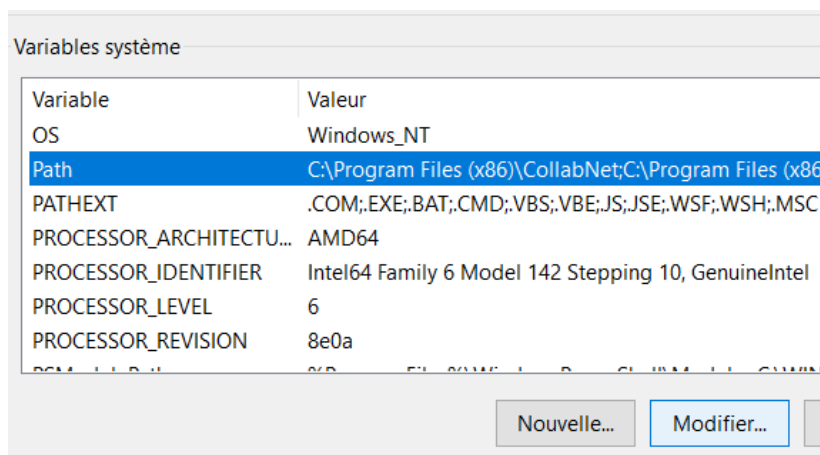 Variables système
Variable Valeur
OS Windows_NT
Path C:\Program Files (x86)\CollabNet;C:\Program Files (x86
PATHEXT .COM;.EXE;.BAT;.CMD;.VBS;.VBE;.JS;.JSE;.WSF;.WSH;.MSC
PROCESSOR_ARCHITECTU... AMD64
PROCESSOR_IDENTIFIER Intel64 Family 6 Model 142 Stepping 10, GenuineIntel
PROCESSOR_LEVEL 6
PROCESSOR_REVISION 8e0a
Nouvelle... Modifier...